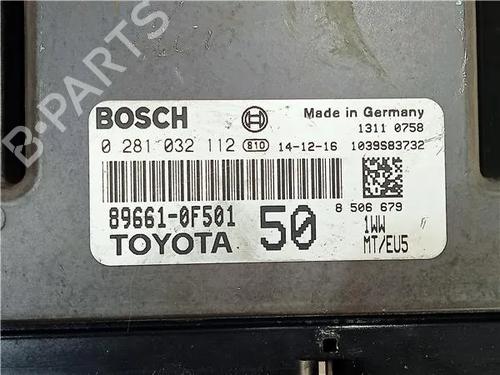 B-Parts
BOSCH Made in Germany
1311 0758
0 281 032 112 810 14-12-16 1039S83732
89661-0F501 50 8 506 679
TOYOTA 1WW
MT/EU5
B-PARTS